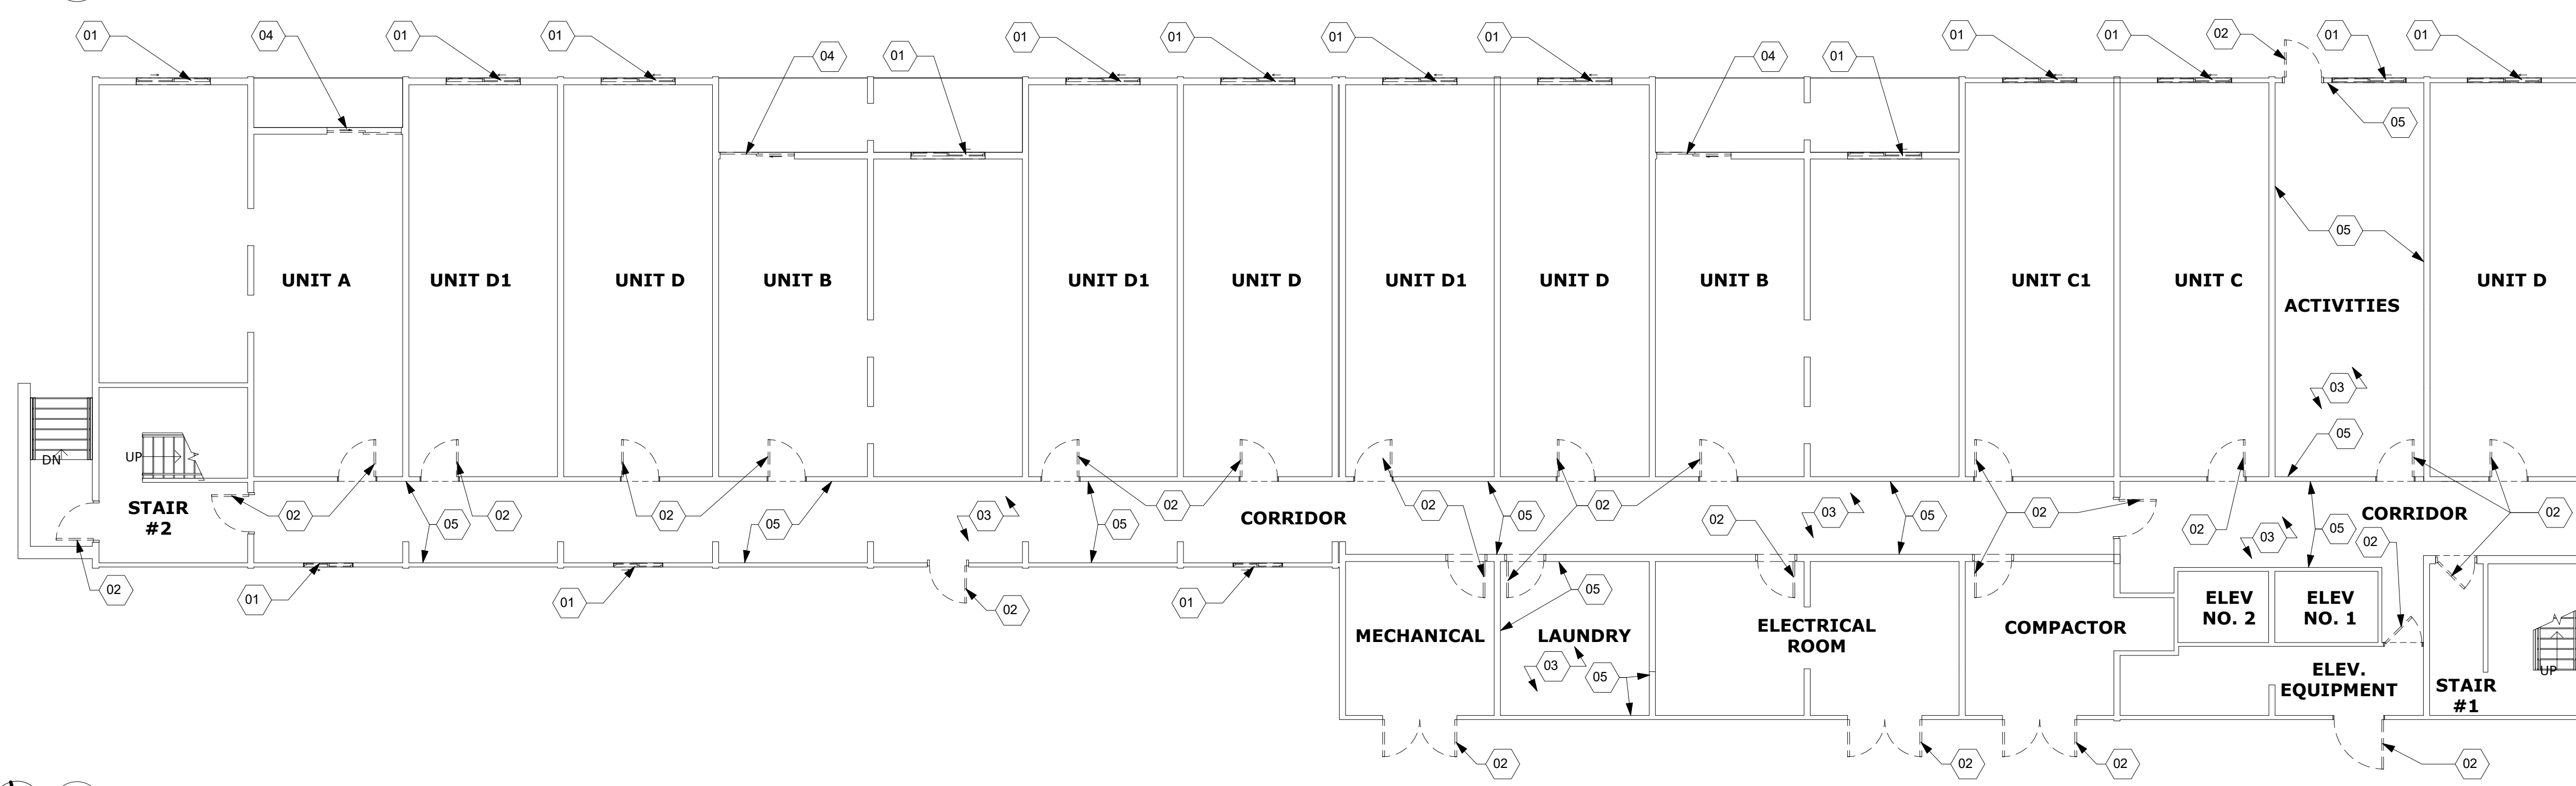 01
04
01
01
04
01
01
01
01
01
04
01
01
01
02
01
01
05
05
UNIT A
UNIT D1
UNIT D
UNIT B
UNIT D1
UNIT D
UNIT D1
UNIT D
UNIT B
UNIT C1
UNIT C
ACTIVITIES
UNIT D
03
05
DN
UP
STAIR
#2
02
05
02
02
05
03
05
02
CORRIDOR
02
05
02
02
03
05
02
02
03
05
02
CORRIDOR
02
02
01
01
02
01
05
MECHANICAL
LAUNDRY
03
05
ELECTRICAL
ROOM
COMPACTOR
ELEV
NO. 2
ELEV
NO. 1
ELEV.
EQUIPMENT
STAIR
#1
UP
02
02
02
02